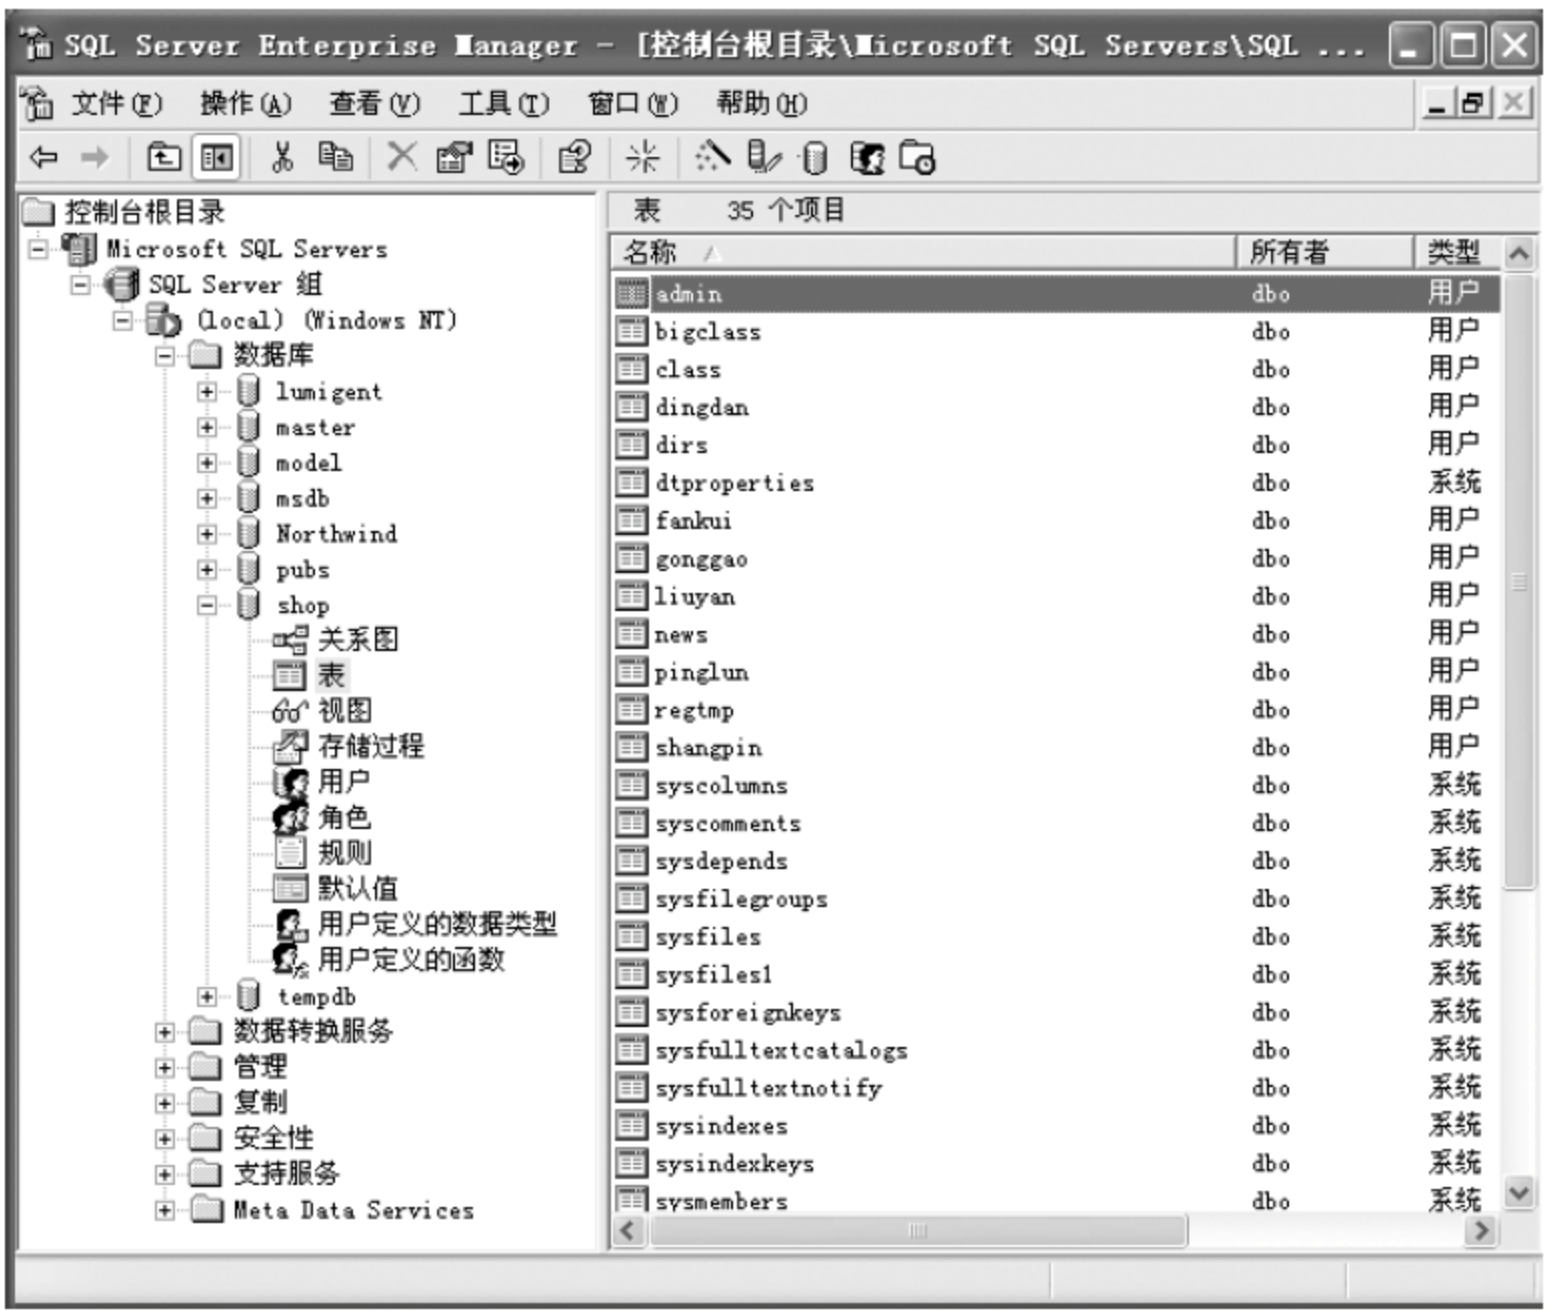 SQL Server Enterprise Manager - [控制台根目录\Microsoft SQL Servers\SQL ...
文件(F) 操作(A) 查看(V) 工具(T) 窗口(W) 帮助(H)
控制台根目录
Microsoft SQL Servers
SQL Server 组
(local) (Windows NT)
数据库
lumigent
master
model
msdb
Northwind
pubs
shop
关系图
表
视图
存储过程
用户
角色
规则
默认值
用户定义的数据类型
用户定义的函数
tempdb
数据转换服务
管理
复制
安全性
支持服务
Meta Data Services
表 35 个项目
名称 所有者 类型
admin dbo 用户
bigclass dbo 用户
class dbo 用户
dingdan dbo 用户
dirs dbo 用户
dtproperties dbo 系统
fankui dbo 用户
gonggao dbo 用户
liuyan dbo 用户
news dbo 用户
pinglun dbo 用户
regtmp dbo 用户
shangpin dbo 用户
syscolumns dbo 系统
syscomments dbo 系统
sysdepends dbo 系统
sysfilegroups dbo 系统
sysfiles dbo 系统
sysfiles1 dbo 系统
sysforeignkeys dbo 系统
sysfulltextcatalogs dbo 系统
sysfulltextnotify dbo 系统
sysindexes dbo 系统
sysindexkeys dbo 系统
sysmembers dbo 系统